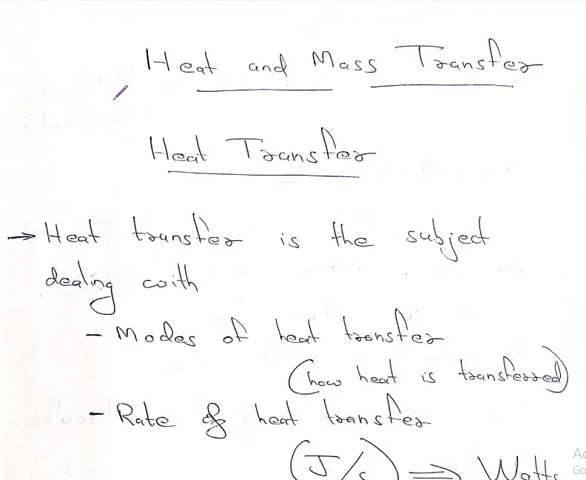 Heat and Mass Transfer
Heat Transfer
→ Heat transfer is the subject
dealing with
- Modes of heat transfer
(how heat is transferred)
- Rate of heat transfer
(J/s) ⇒ Watts